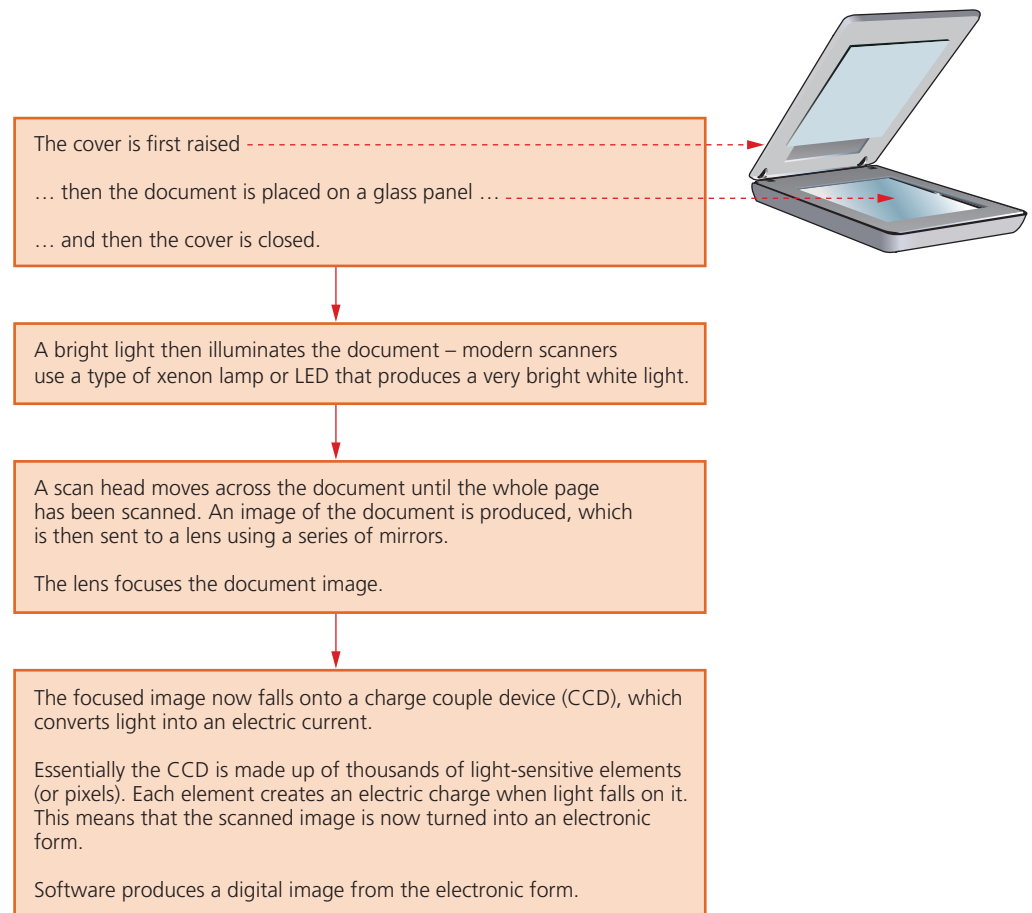 The cover is first raised
… then the document is placed on a glass panel …
… and then the cover is closed.
A bright light then illuminates the document – modern scanners
use a type of xenon lamp or LED that produces a very bright white light.
A scan head moves across the document until the whole page
has been scanned. An image of the document is produced, which
is then sent to a lens using a series of mirrors.
The lens focuses the document image.
The focused image now falls onto a charge couple device (CCD), which
converts light into an electric current.
Essentially the CCD is made up of thousands of light-sensitive elements
(or pixels). Each element creates an electric charge when light falls on it.
This means that the scanned image is now turned into an electronic
form.
Software produces a digital image from the electronic form.